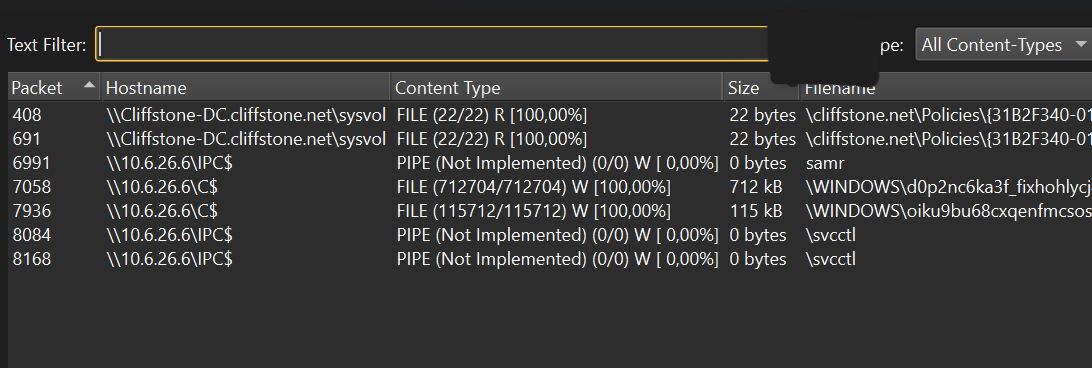 Text Filter: pe: All Content-Types
Packet Hostname Content Type Size Filename
408 \\Cliffstone-DC.cliffstone.net\sysvol FILE (22/22) R [100,00%] 22 bytes \cliffstone.net\Policies\{31B2F340-01
691 \\Cliffstone-DC.cliffstone.net\sysvol FILE (22/22) R [100,00%] 22 bytes \cliffstone.net\Policies\{31B2F340-01
6991 \\10.6.26.6\IPC$ PIPE (Not Implemented) (0/0) W [ 0,00%] 0 bytes samr
7058 \\10.6.26.6\C$ FILE (712704/712704) W [100,00%] 712 kB \WINDOWS\d0p2nc6ka3f_fixhohlycj
7936 \\10.6.26.6\C$ FILE (115712/115712) W [100,00%] 115 kB \WINDOWS\oiku9bu68cxqenfmcsos
8084 \\10.6.26.6\IPC$ PIPE (Not Implemented) (0/0) W [ 0,00%] 0 bytes \svcctl
8168 \\10.6.26.6\IPC$ PIPE (Not Implemented) (0/0) W [ 0,00%] 0 bytes \svcctl